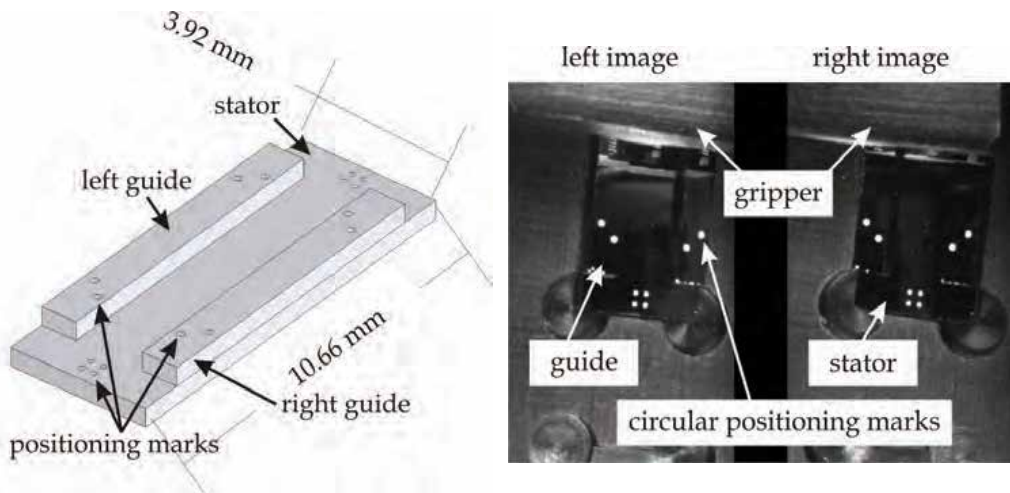 3.92 mm
stator
left guide
10.66 mm
right guide
positioning marks
left image
right image
gripper
guide
stator
circular positioning marks